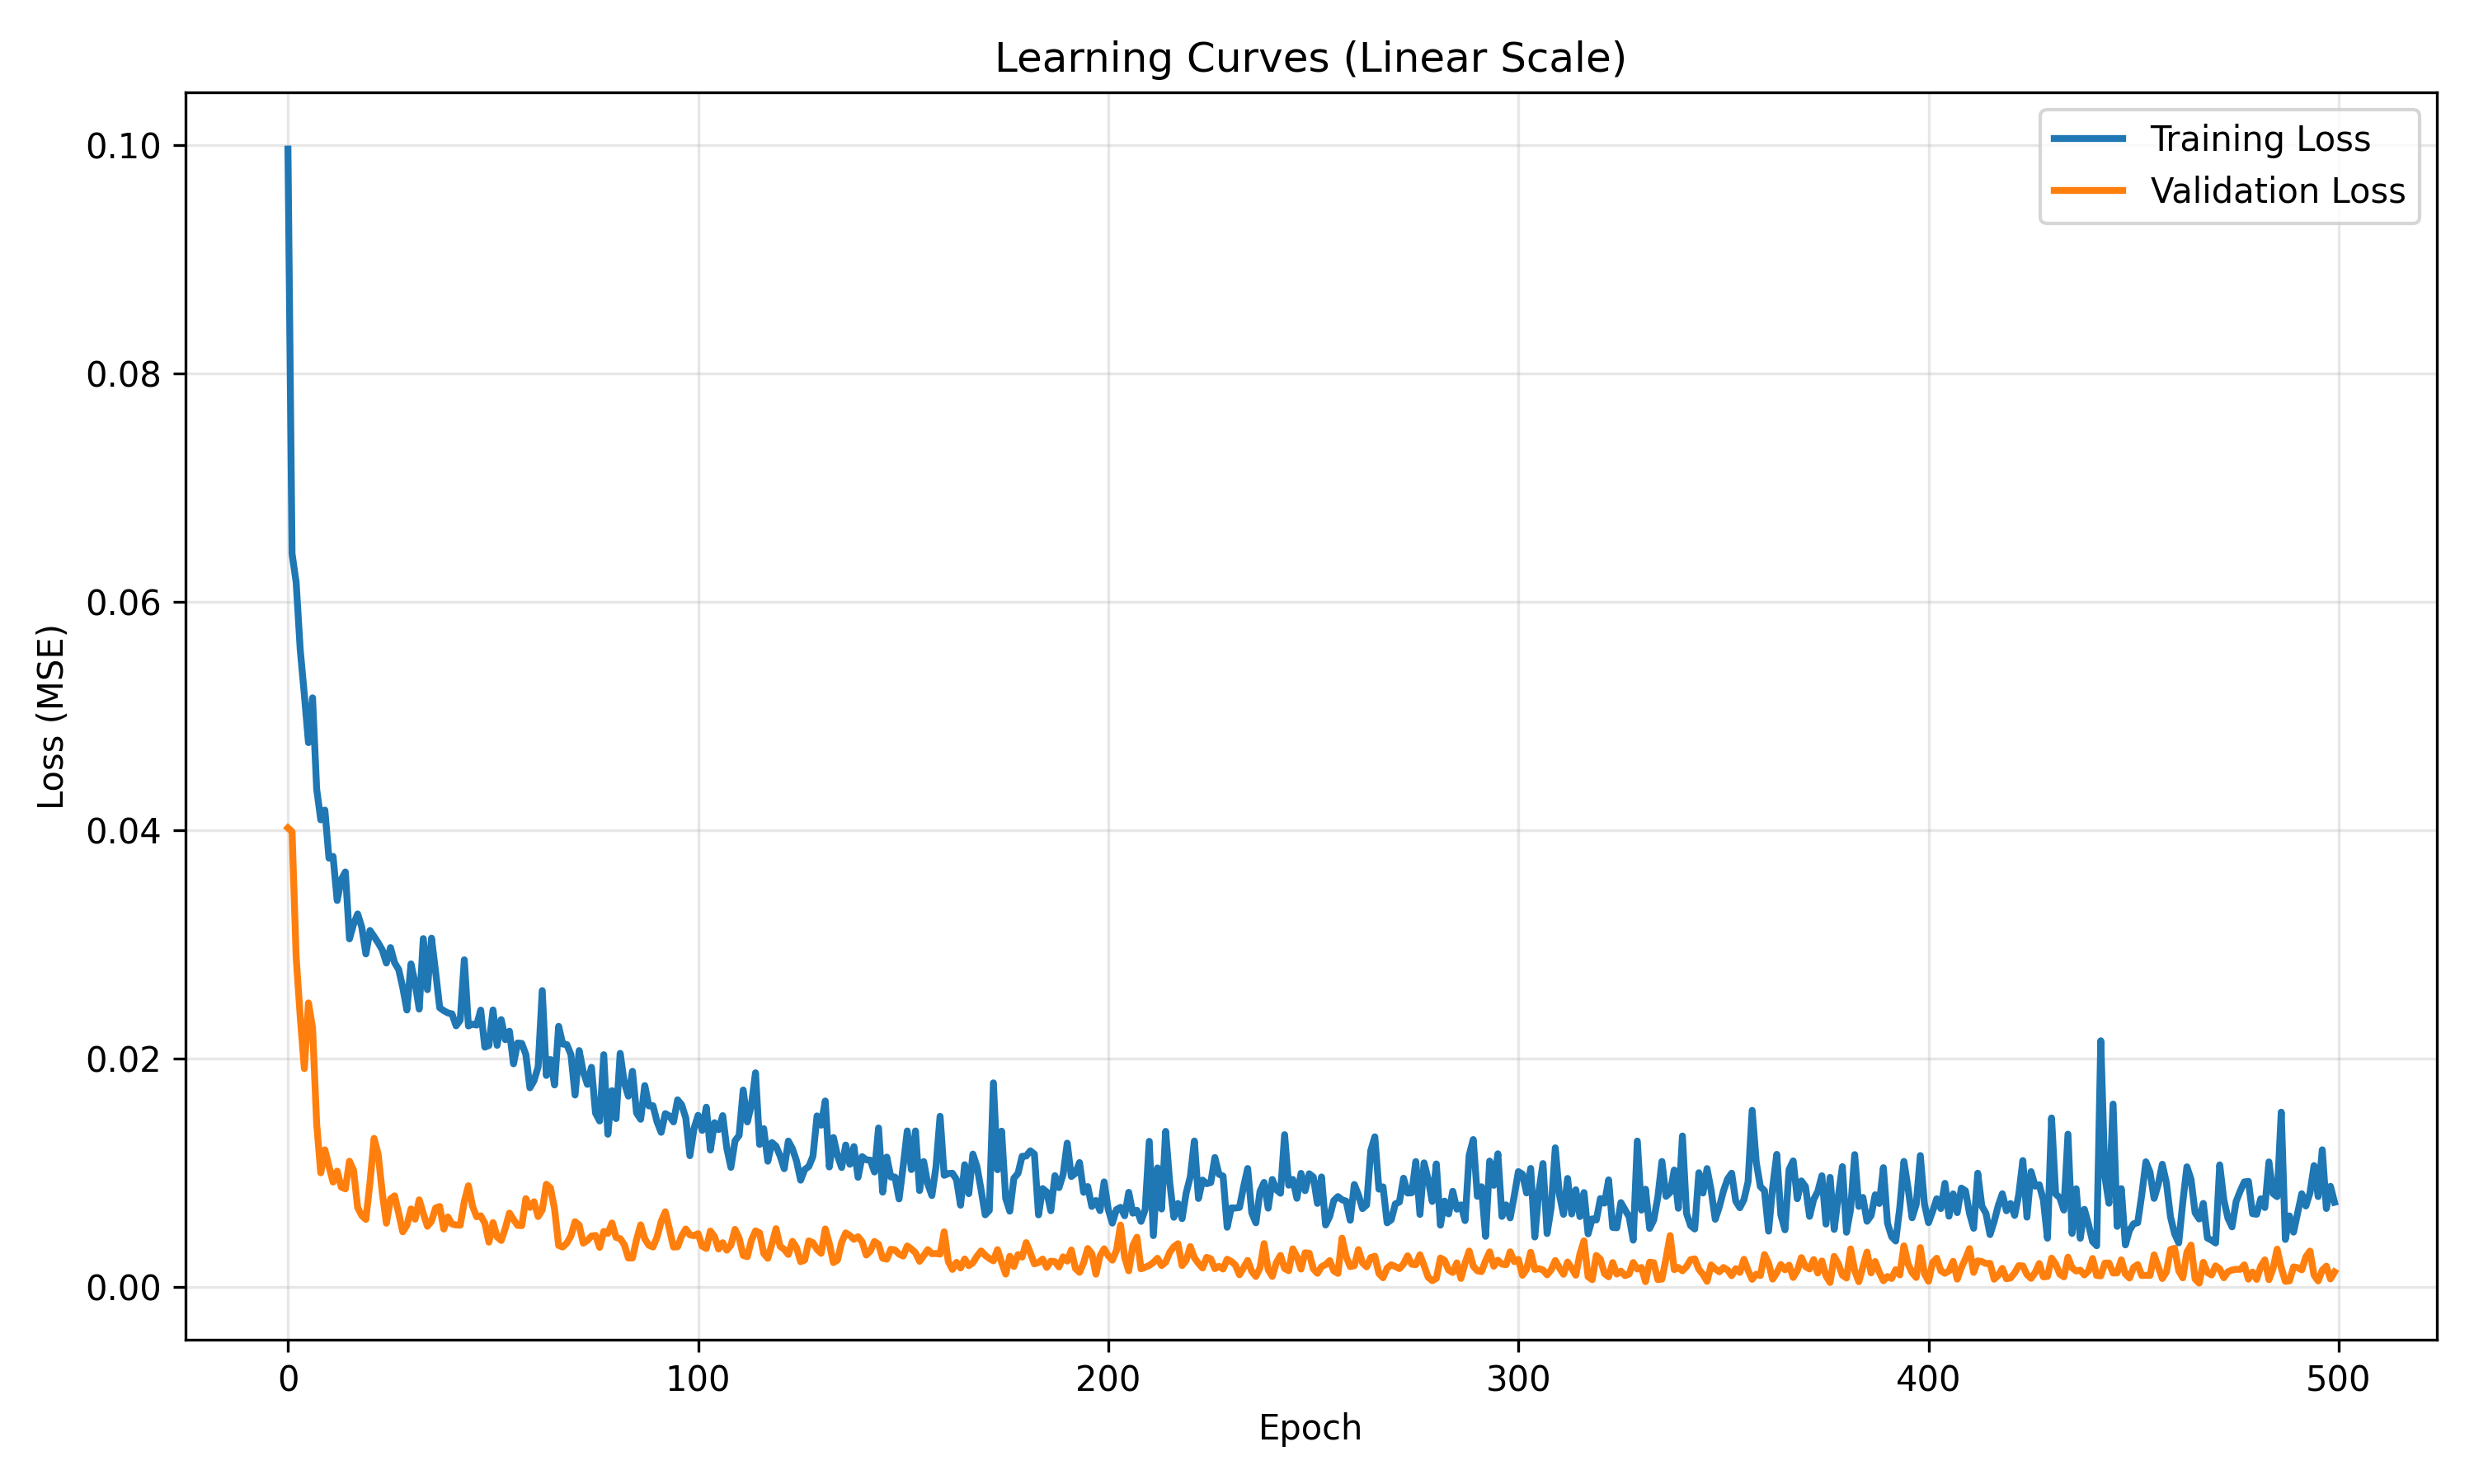 Learning Curves (Linear Scale)
Training Loss
Validation Loss
Loss (MSE)
0.10
0.08
0.06
0.04
0.02
0.00
0 100 200 300 400 500
Epoch